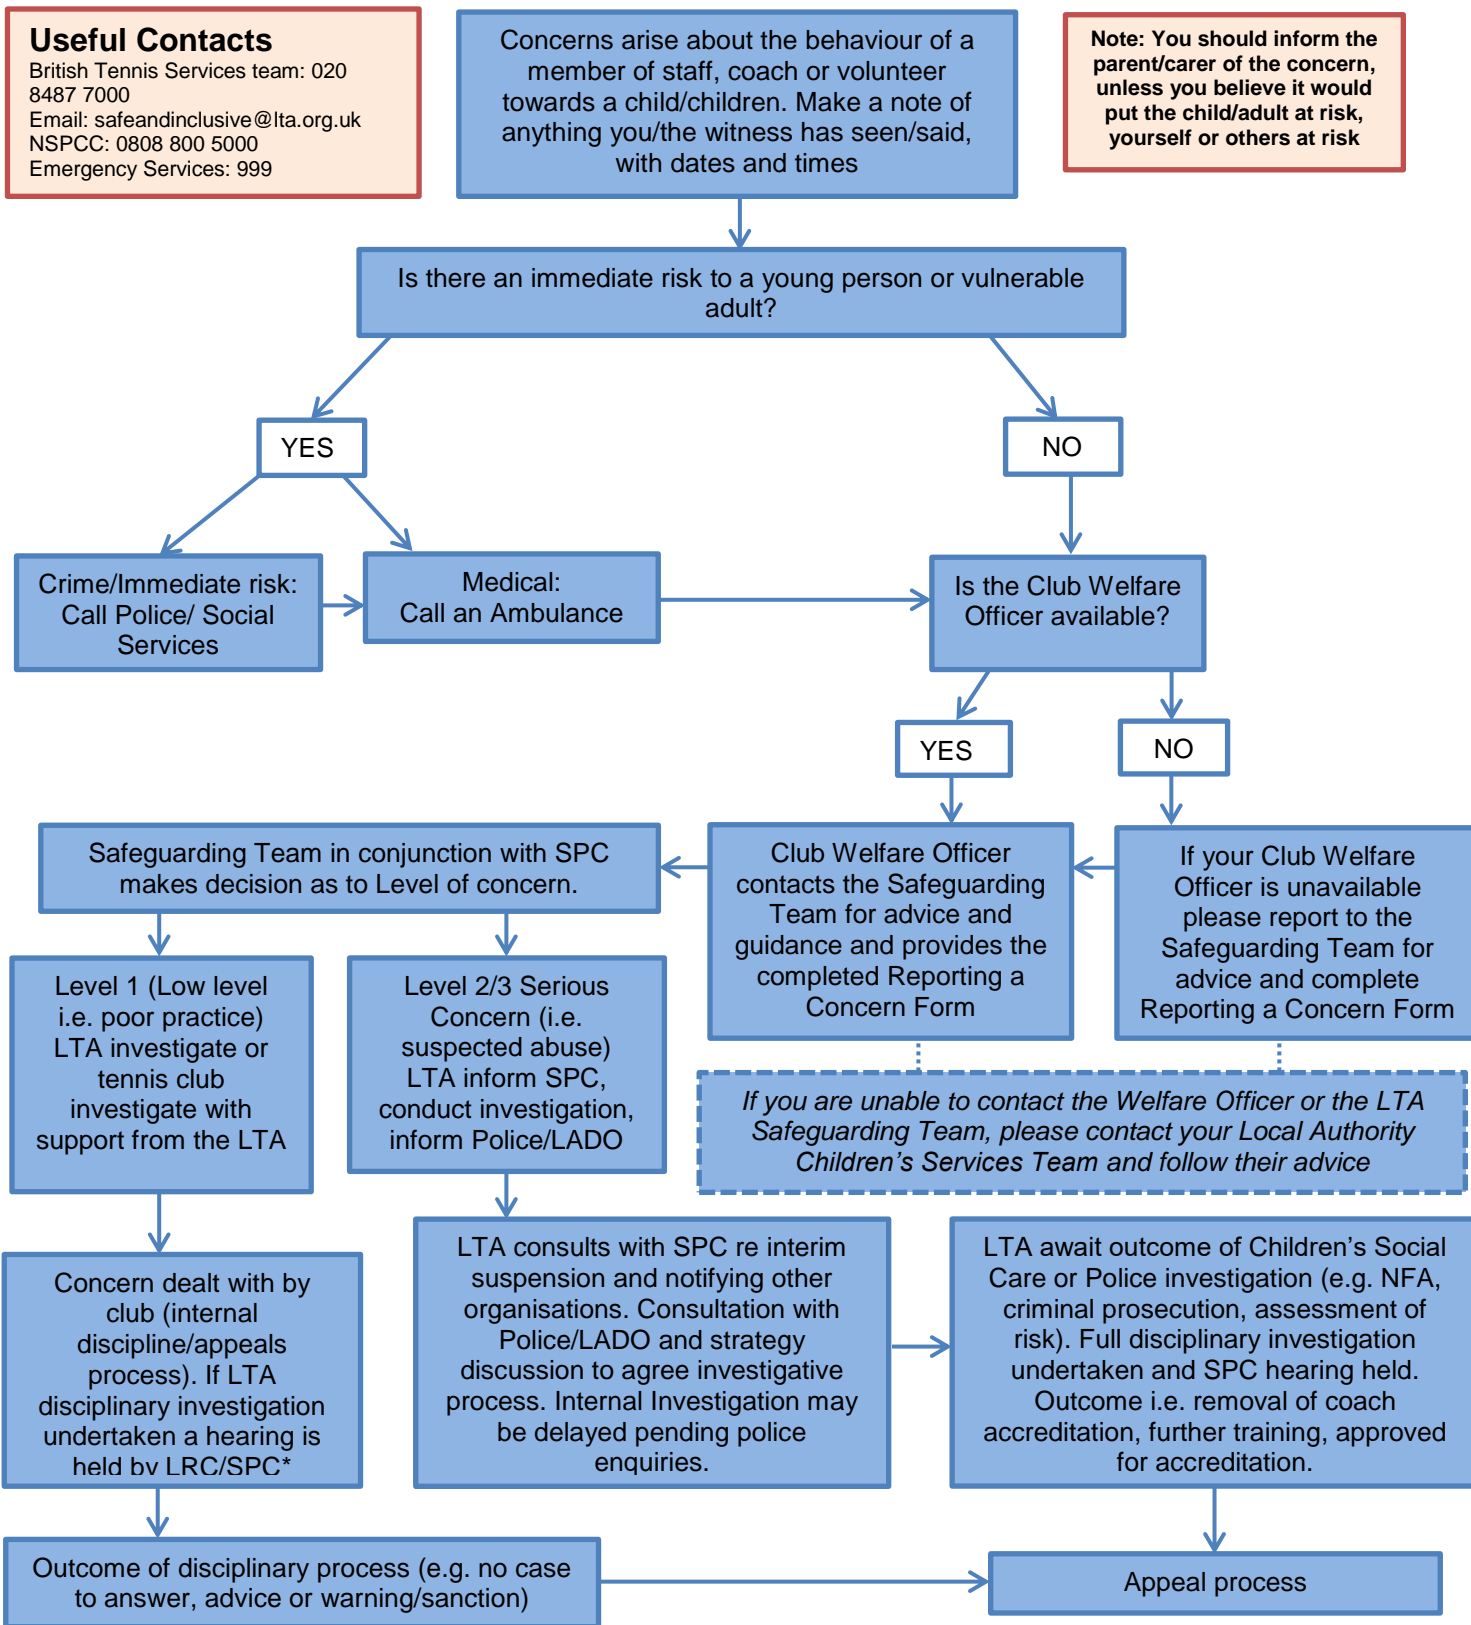 Useful Contacts
British Tennis Services team: 020
8487 7000
Email: safeandinclusive@lta.org.uk
NSPCC: 0808 800 5000
Emergency Services: 999
Concerns arise about the behaviour of a
member of staff, coach or volunteer
towards a child/children. Make a note of
anything you/the witness has seen/said,
with dates and times
Note: You should inform the
parent/carer of the concern,
unless you believe it would
put the child/adult at risk,
yourself or others at risk
Is there an immediate risk to a young person or vulnerable
adult?
YES
NO
Crime/Immediate risk:
Call Police/ Social
Services
Medical:
Call an Ambulance
Is the Club Welfare
Officer available?
YES
NO
Safeguarding Team in conjunction with SPC
makes decision as to Level of concern.
Club Welfare Officer
contacts the Safeguarding
Team for advice and
guidance and provides the
completed Reporting a
Concern Form
If your Club Welfare
Officer is unavailable
please report to the
Safeguarding Team for
advice and complete
Reporting a Concern Form
Level 1 (Low level
i.e. poor practice)
LTA investigate or
tennis club
investigate with
support from the LTA
Level 2/3 Serious
Concern (i.e.
suspected abuse)
LTA inform SPC,
conduct investigation,
inform Police/LADO
If you are unable to contact the Welfare Officer or the LTA
Safeguarding Team, please contact your Local Authority
Children’s Services Team and follow their advice
Concern dealt with by
club (internal
discipline/appeals
process). If LTA
disciplinary investigation
undertaken a hearing is
held by LRC/SPC*
LTA consults with SPC re interim
suspension and notifying other
organisations. Consultation with
Police/LADO and strategy
discussion to agree investigative
process. Internal Investigation may
be delayed pending police
enquiries.
LTA await outcome of Children’s Social
Care or Police investigation (e.g. NFA,
criminal prosecution, assessment of
risk). Full disciplinary investigation
undertaken and SPC hearing held.
Outcome i.e. removal of coach
accreditation, further training, approved
for accreditation.
Outcome of disciplinary process (e.g. no case
to answer, advice or warning/sanction)
Appeal process